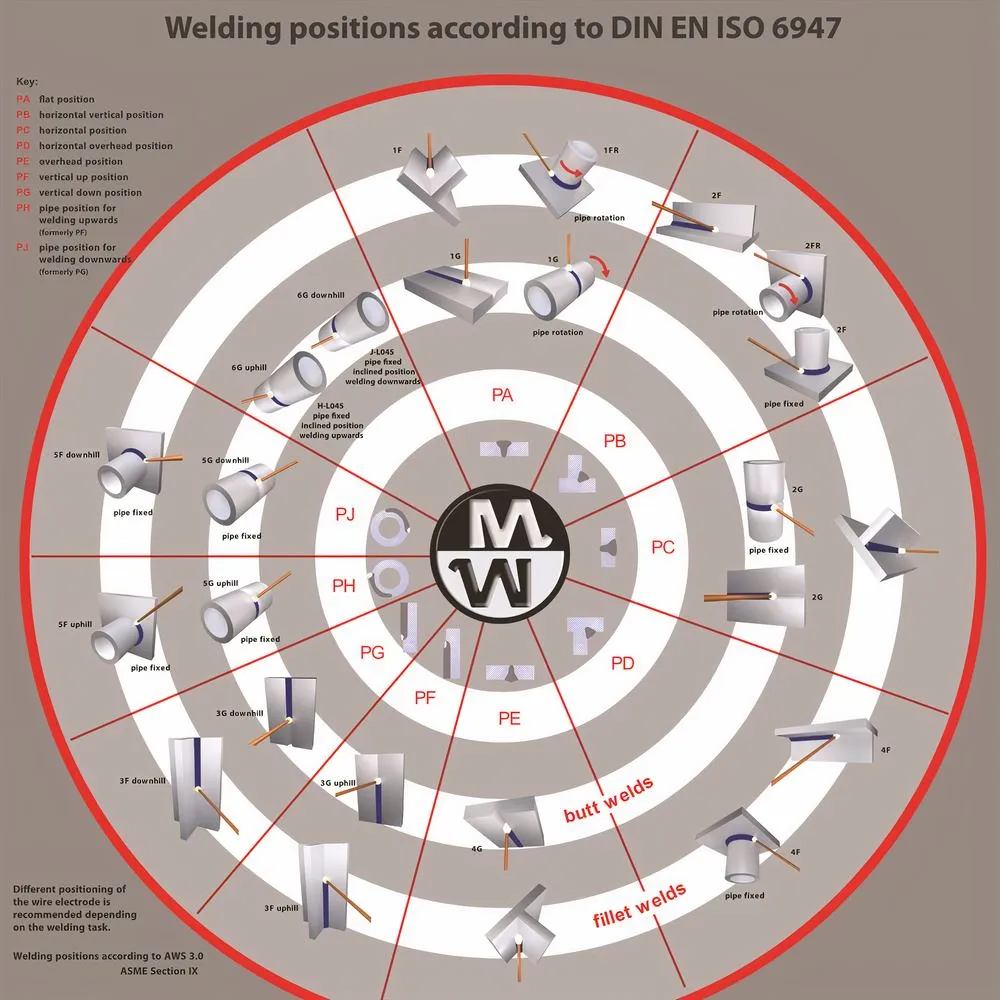 Welding positions according to DIN EN ISO 6947
Key:
PA flat position
PB horizontal vertical position
PC horizontal position
PD horizontal overhead position
PE overhead position
PF vertical up position
PG vertical down position
PH pipe position for
welding upwards
(formerly PF)
PJ pipe position for
welding downwards
(formerly PG)
1F
1FR
pipe rotation
2F
2FR
pipe rotation
2F
pipe fixed
1G
1G
pipe rotation
6G downhill
J-L045
pipe fixed
inclined position
welding downwards
6G uphill
H-L045
pipe fixed
inclined position
welding upwards
5F downhill
pipe fixed
5G downhill
pipe fixed
PA
PB
PC
PD
PE
PF
PG
PH
PJ
MW
2G
pipe fixed
2G
5F uphill
pipe fixed
5G uphill
pipe fixed
3G downhill
3F downhill
3G uphill
3F uphill
4G
4F
4F
pipe fixed
butt welds
fillet welds
Different positioning of
the wire electrode is
recommended depending
on the welding task.
Welding positions according to AWS 3.0
ASME Section IX